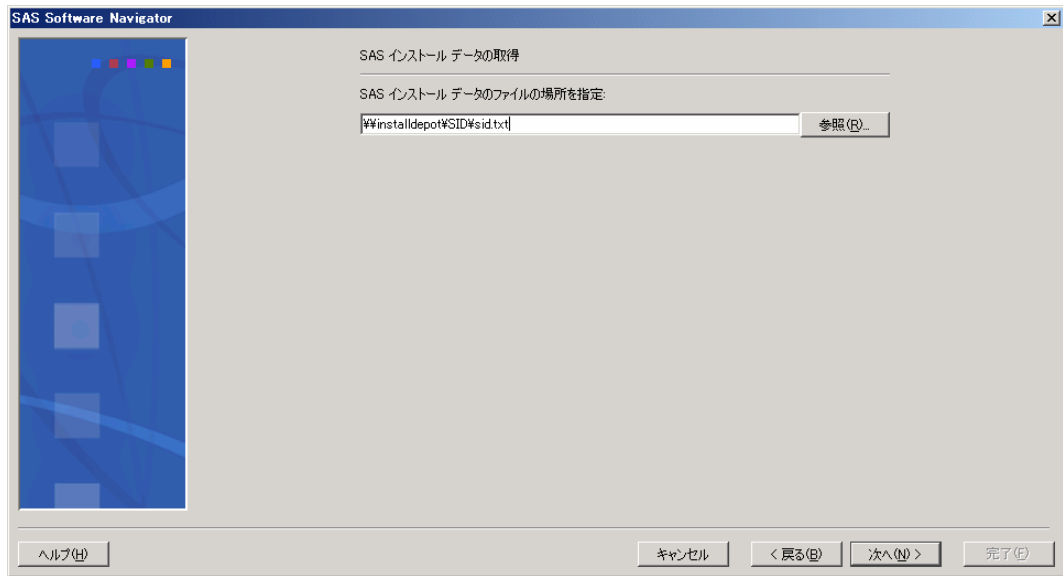 SAS Software Navigator
SAS インストール データの取得
SAS インストール データのファイルの場所を指定:
¥¥installdepot¥SID¥sid.txt
参照(R)...
ヘルプ(H)
キャンセル
< 戻る(B)
次へ(N) >
完了(F)